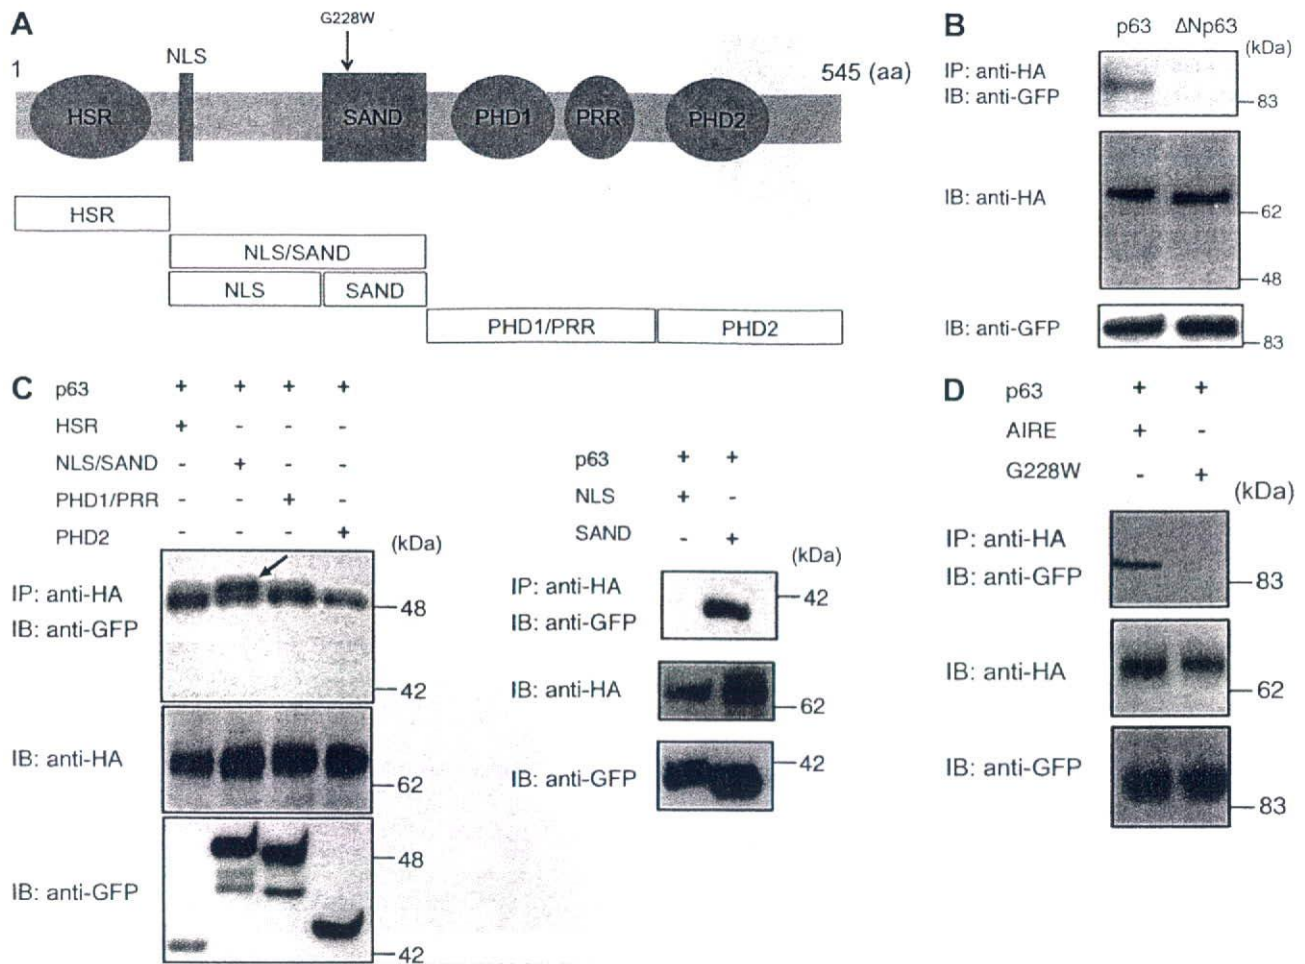 A
G228W
NLS
1
545 (aa)
HSR
SAND
PHD1
PRR
PHD2
HSR
NLS/SAND
NLS
SAND
PHD1/PRR
PHD2
B
p63 ΔNp63
(kDa)
IP: anti-HA
IB: anti-GFP
83
IB: anti-HA
62
48
IB: anti-GFP
83
C
p63 + + + +
HSR + - - -
NLS/SAND - + - -
PHD1/PRR - - + -
PHD2 - - - +
(kDa)
IP: anti-HA
IB: anti-GFP
48
42
IB: anti-HA
62
IB: anti-GFP
48
42
p63 + +
NLS + -
SAND - +
(kDa)
IP: anti-HA
IB: anti-GFP
42
IB: anti-HA
62
IB: anti-GFP
42
D
p63 + +
AIRE + -
G228W - +
(kDa)
IP: anti-HA
IB: anti-GFP
83
IB: anti-HA
62
IB: anti-GFP
83